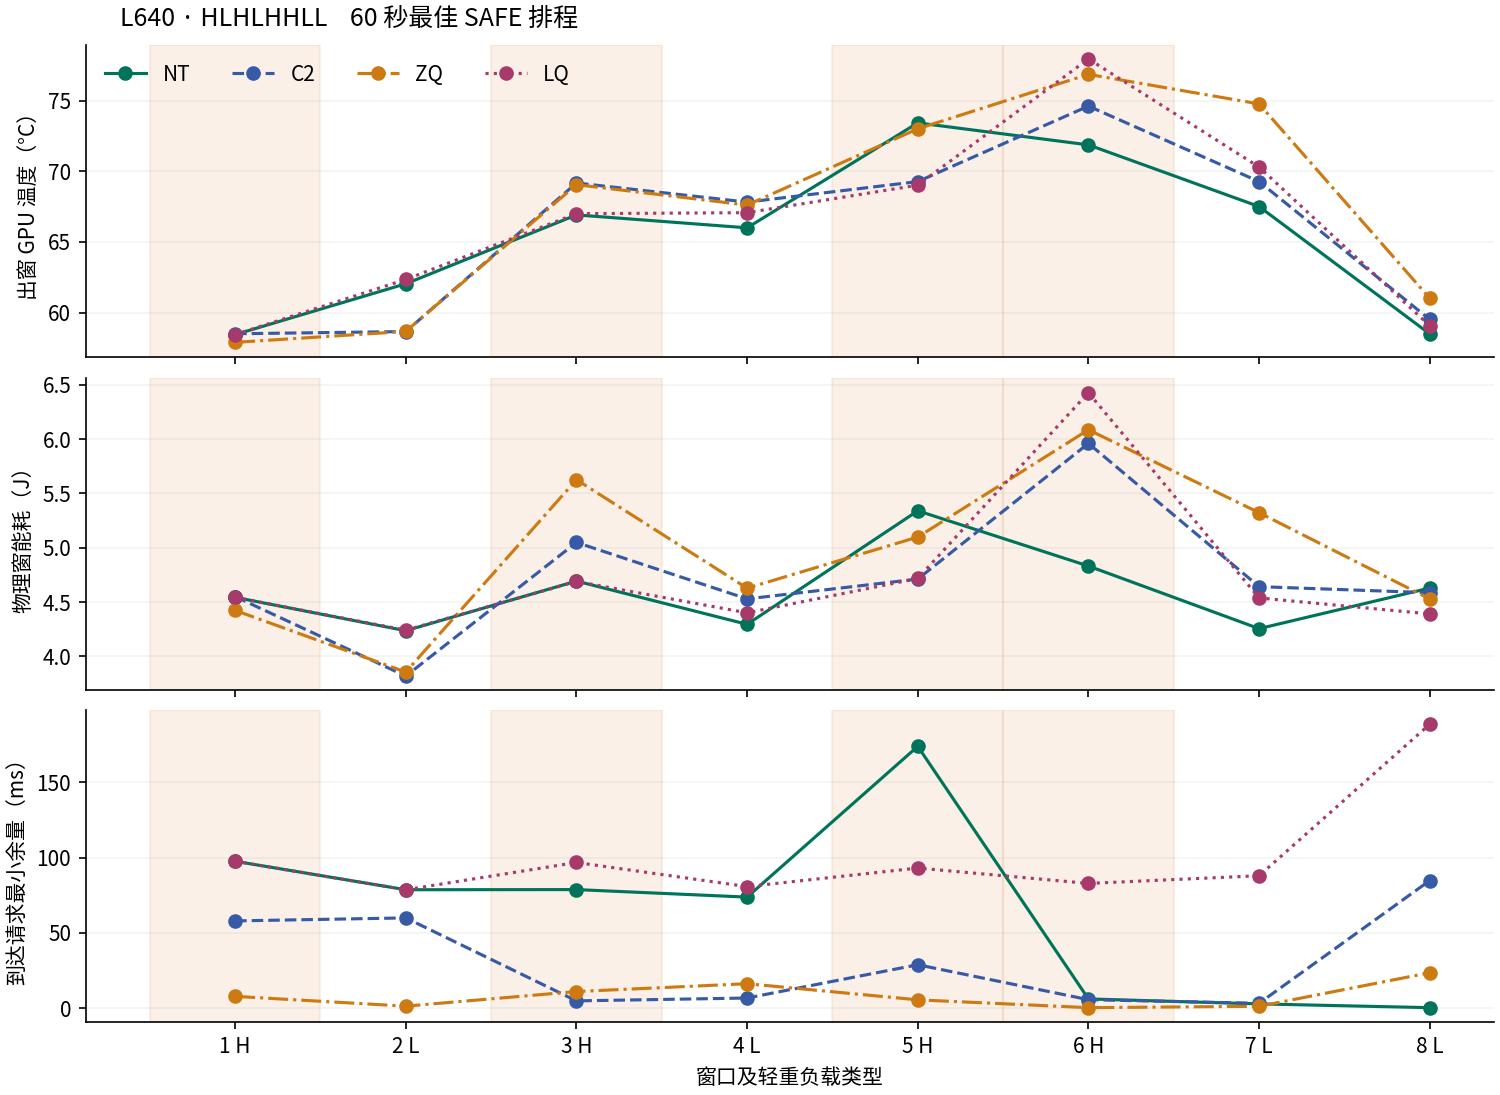 L640 · HLHLHHLL    60 秒最佳 SAFE 排程
NT
C2
ZQ
LQ
出窗 GPU 温度（°C）
75
70
65
60
物理窗能耗（J）
6.5
6.0
5.5
5.0
4.5
4.0
到达请求最小余量（ms）
150
100
50
0
1 H
2 L
3 H
4 L
5 H
6 H
7 L
8 L
窗口及轻重负载类型